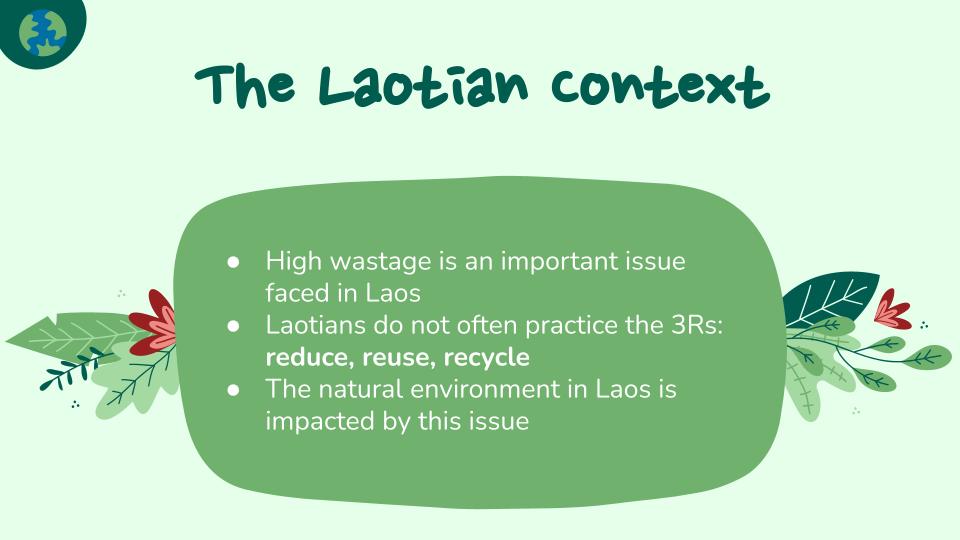 The Laotian context
● High wastage is an important issue
faced in Laos
● Laotians do not often practice the 3Rs:
reduce, reuse, recycle
● The natural environment in Laos is
impacted by this issue